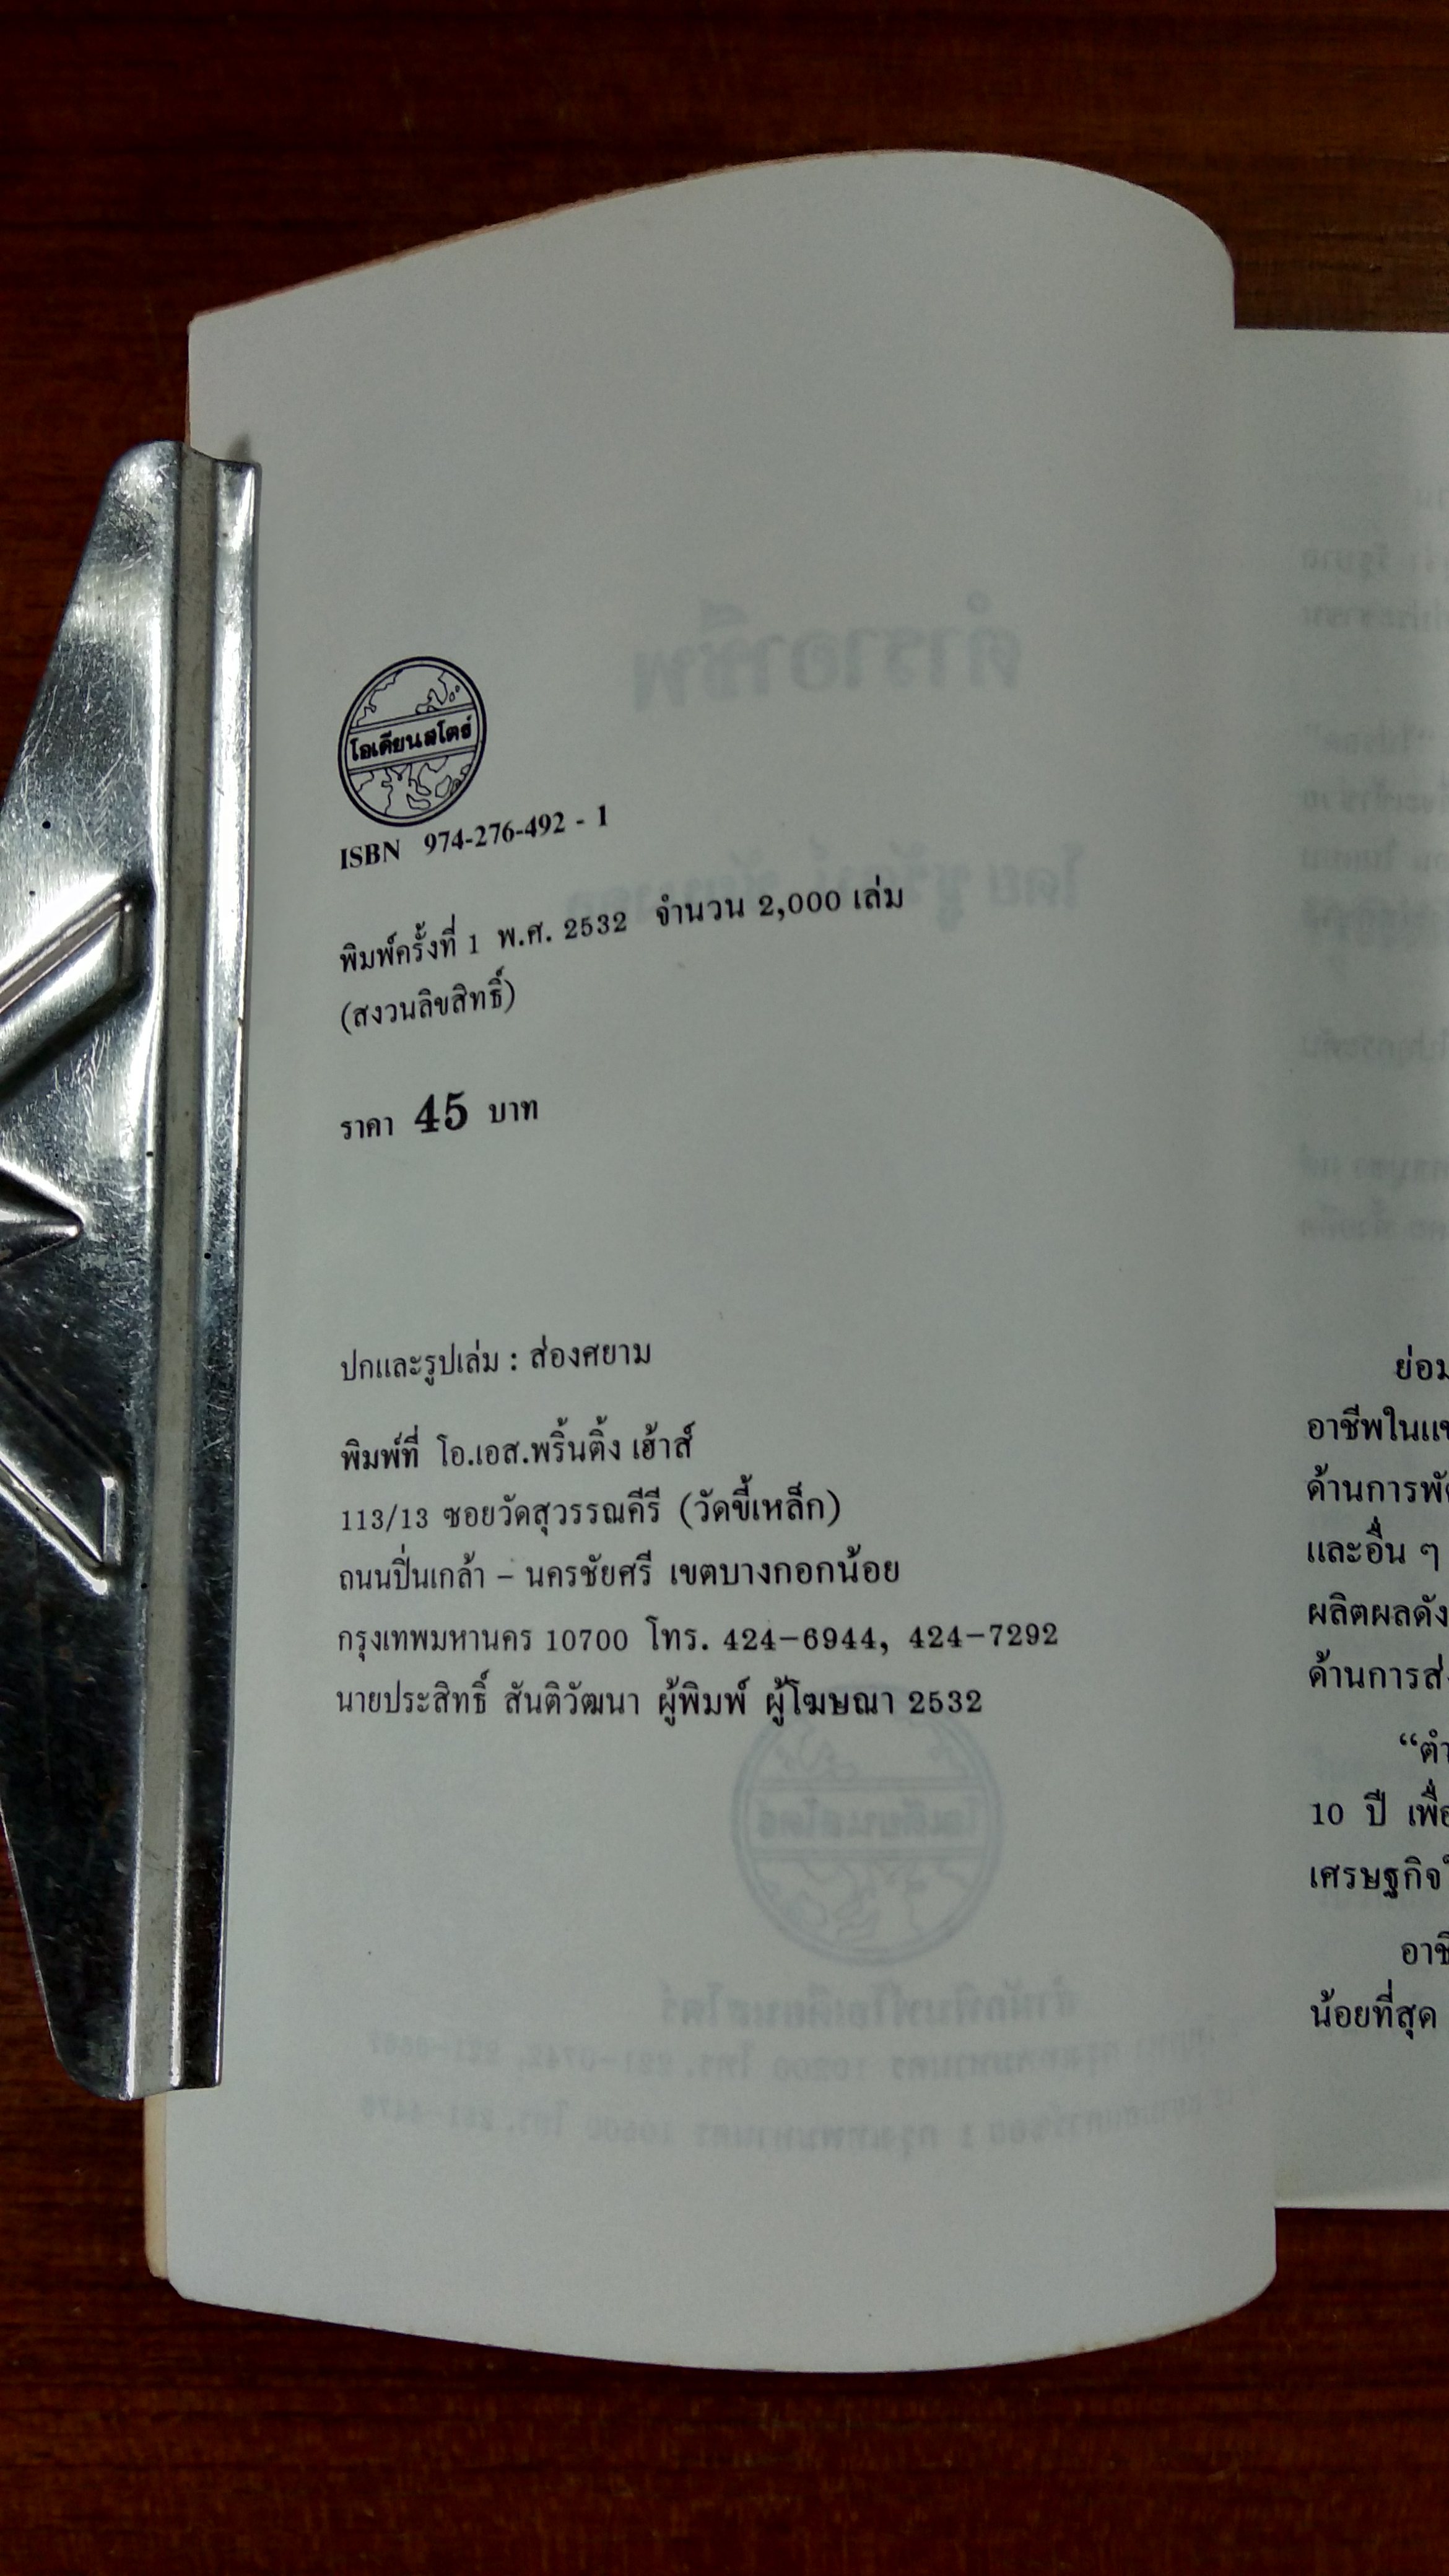 โอเดียนสโตร์
ISBN 974-276-492 - 1
พิมพ์ครั้งที่ 1 พ.ศ. 2532 จำนวน 2,000 เล่ม
(สงวนลิขสิทธิ์)
ราคา 45 บาท
ปกและรูปเล่ม : ส่องศยาม
พิมพ์ที่ โอ.เอส.พริ้นติ้ง เฮ้าส์
113/13 ซอยวัดสุวรรณคีรี (วัดขี้เหล็ก)
ถนนปิ่นเกล้า – นครชัยศรี เขตบางกอกน้อย
กรุงเทพมหานคร 10700 โทร. 424-6944, 424-7292
นายประสิทธิ์ สันติวัฒนา ผู้พิมพ์ ผู้โฆษณา 2532
ย่อม
อาชีพใน
ด้านการ
และอื่น ๆ
ผลิตผลดัง
ด้านการ
10 ปี
เศรษฐกิจ
น้อยที่สุด